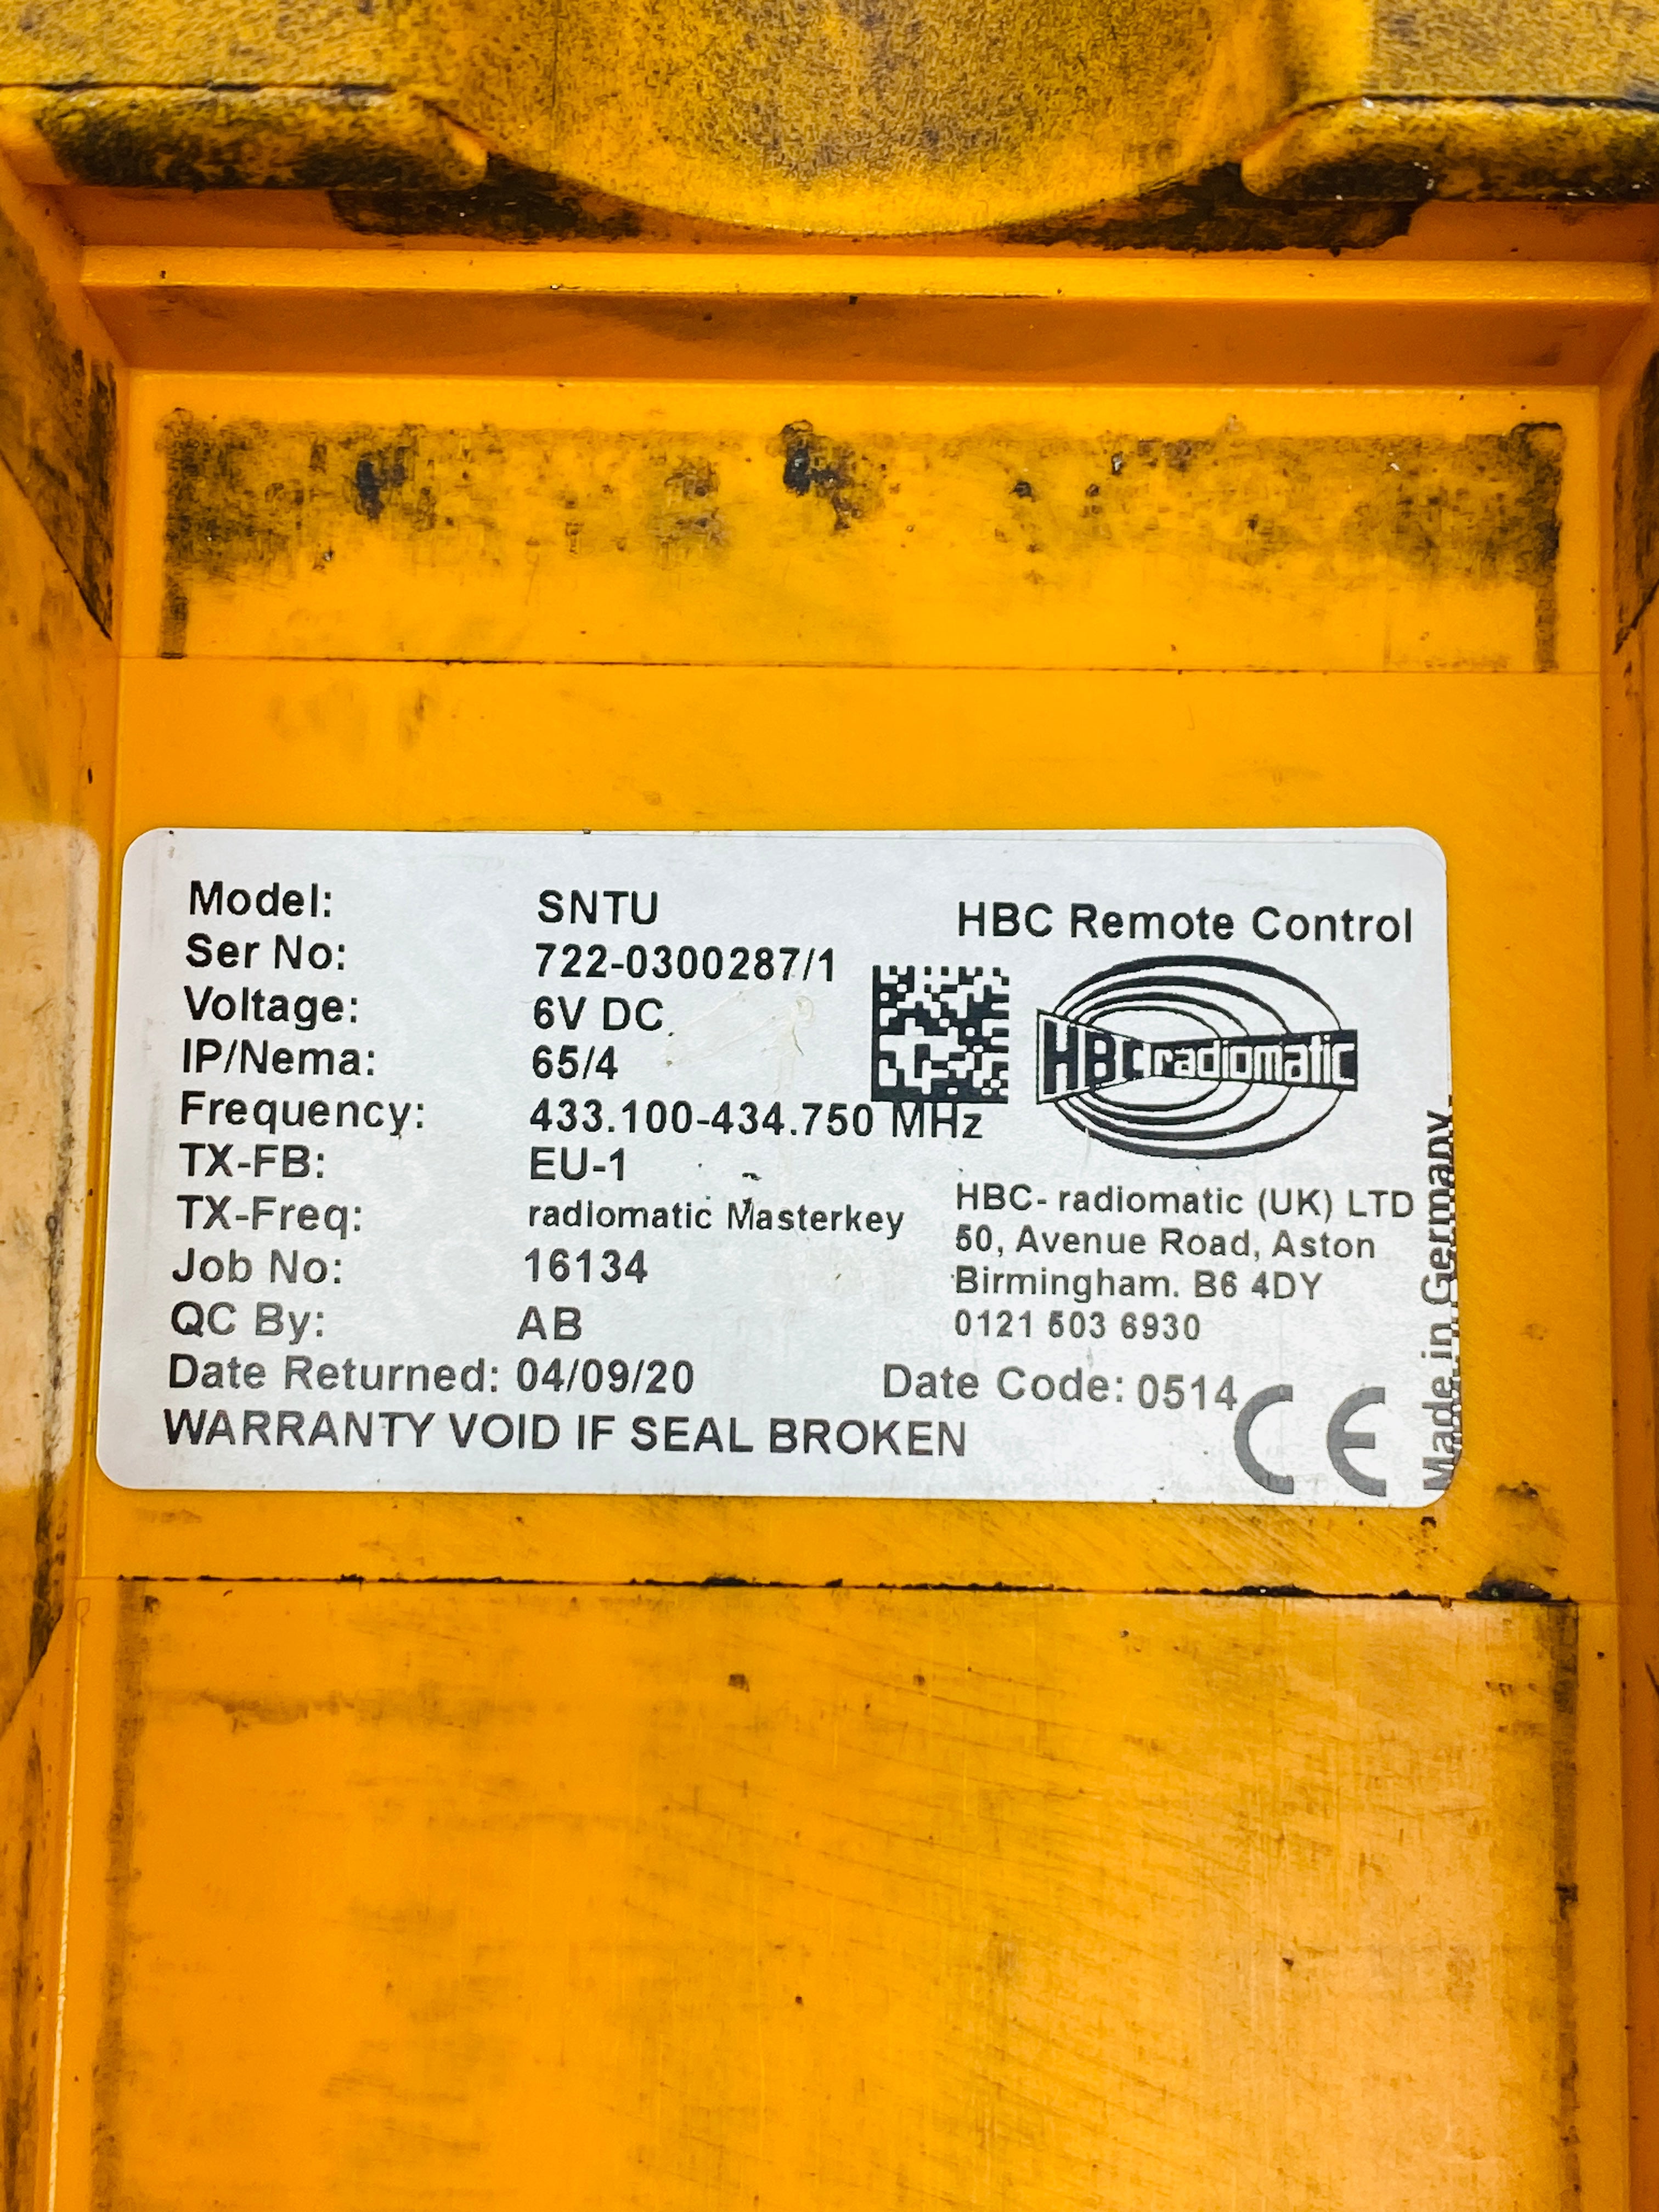 Model: SNTU
Ser No: 722-0300287/1
Voltage: 6V DC
IP/Nema: 65/4
Frequency: 433.100-434.750 MHz
TX-FB: EU-1
TX-Freq: radiomatic Masterkey
Job No: 16134
QC By: AB
Date Returned: 04/09/20
WARRANTY VOID IF SEAL BROKEN
HBC Remote Control
HBC radiomatic
HBC- radiomatic (UK) LTD
50, Avenue Road, Aston
Birmingham. B6 4DY
0121 503 6930
Date Code: 0514
CE
Made in Germany